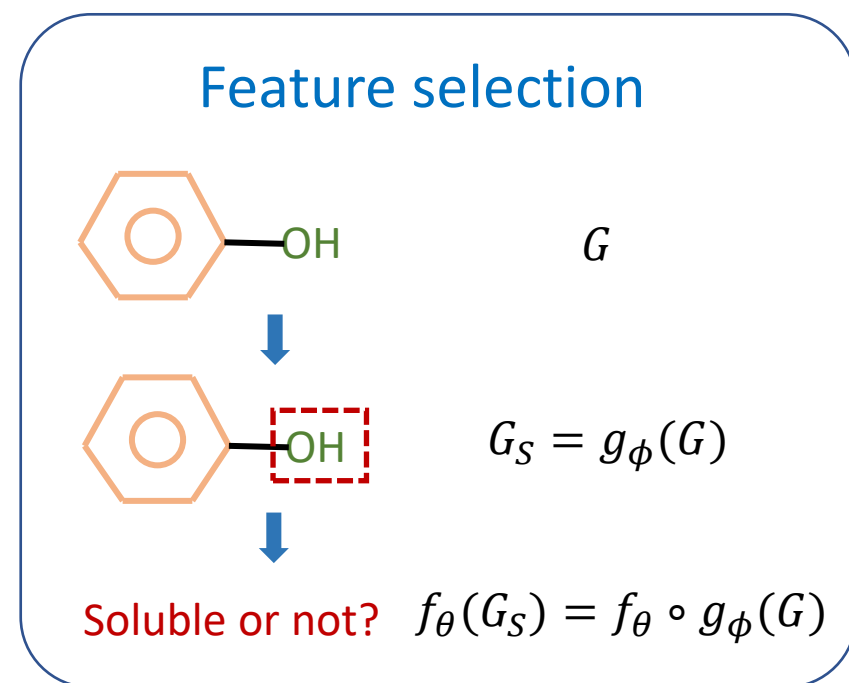 Feature selection
OH
G
OH
G_S = g_ϕ(G)
Soluble or not? f_θ(G_S) = f_θ ∘ g_ϕ(G)